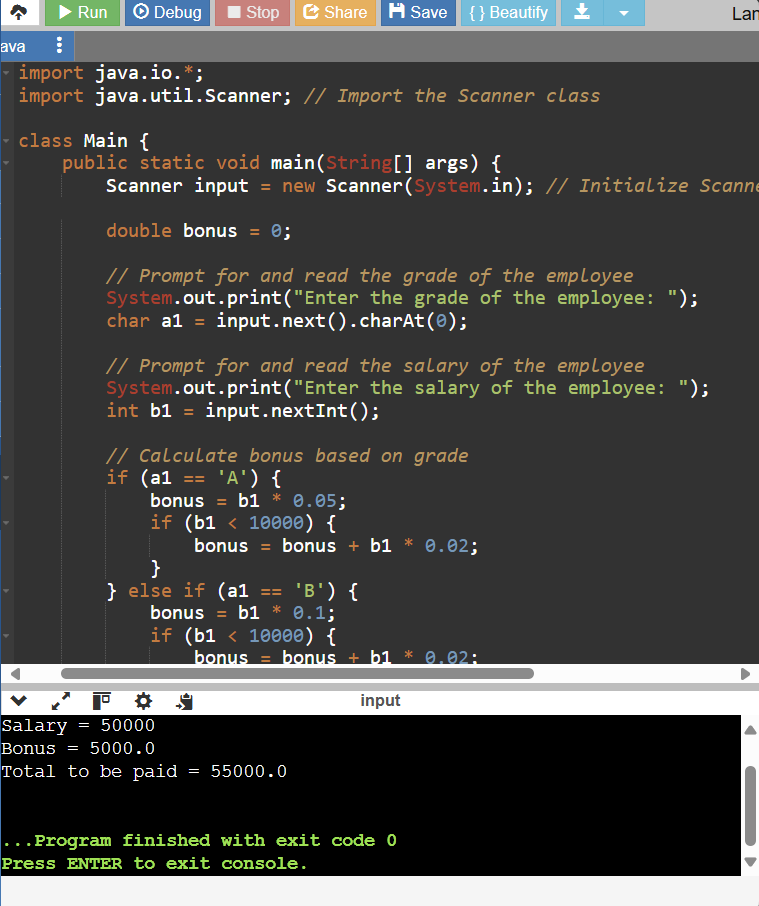 Run Debug Stop Share Save { } Beautify Lan
ava
import java.io.*;
import java.util.Scanner; // Import the Scanner class
class Main {
    public static void main(String[] args) {
        Scanner input = new Scanner(System.in); // Initialize Scanne
        double bonus = 0;
        // Prompt for and read the grade of the employee
        System.out.print("Enter the grade of the employee: ");
        char a1 = input.next().charAt(0);
        // Prompt for and read the salary of the employee
        System.out.print("Enter the salary of the employee: ");
        int b1 = input.nextInt();
        // Calculate bonus based on grade
        if (a1 == 'A') {
            bonus = b1 * 0.05;
            if (b1 < 10000) {
                bonus = bonus + b1 * 0.02;
            }
        } else if (a1 == 'B') {
            bonus = b1 * 0.1;
            if (b1 < 10000) {
                bonus = bonus + b1 * 0.02;
input
Salary = 50000
Bonus = 5000.0
Total to be paid = 55000.0
...Program finished with exit code 0
Press ENTER to exit console.